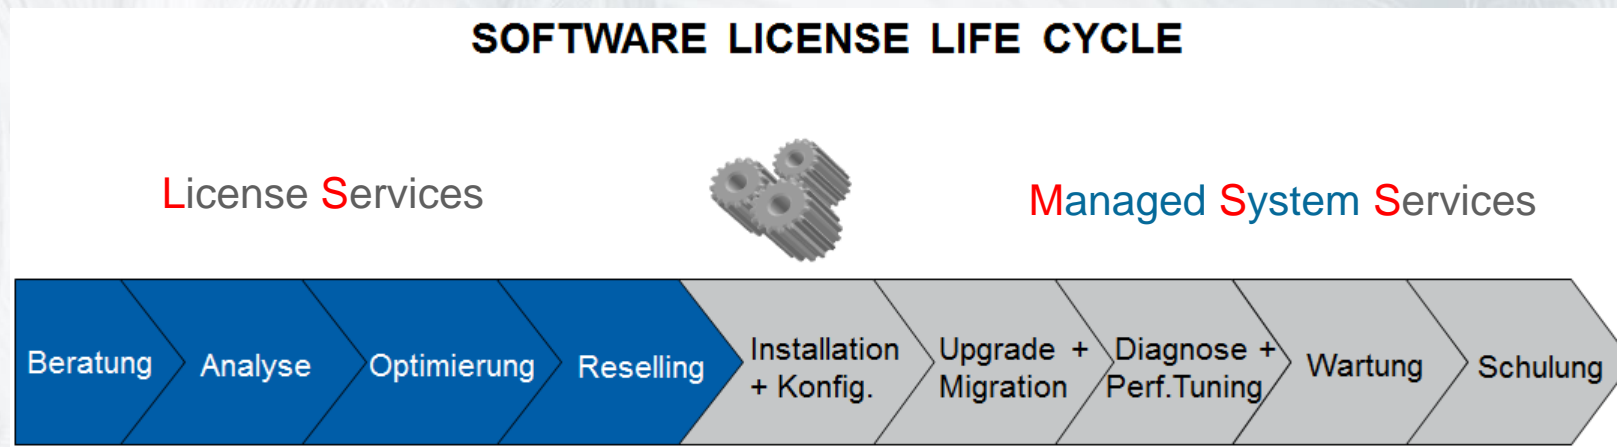 SOFTWARE LICENSE LIFE CYCLE
License Services
Managed System Services
Beratung
Analyse
Optimierung
Reselling
Installation
+ Konfig.
Upgrade +
Migration
Diagnose +
Perf.Tuning
Wartung
Schulung